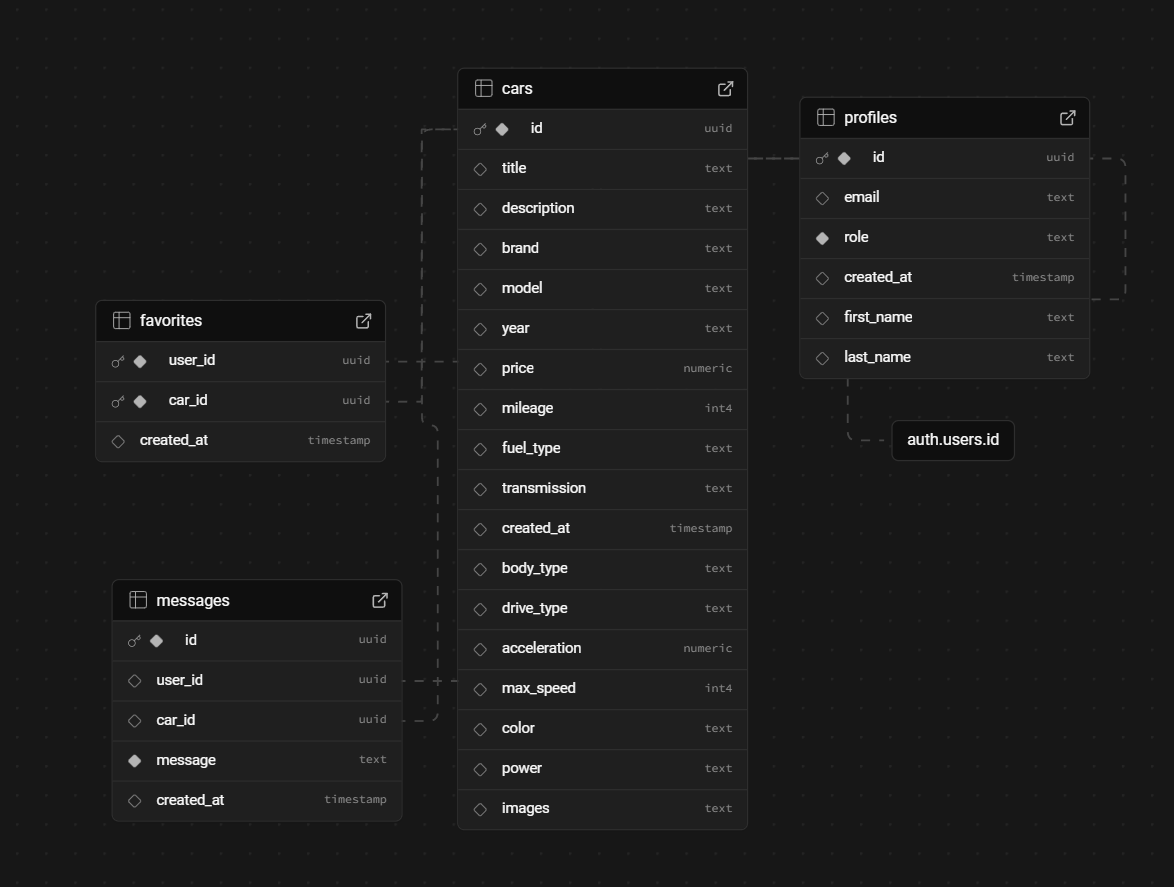 cars
id uuid
title text
description text
brand text
model text
year text
price numeric
mileage int4
fuel_type text
transmission text
created_at timestamp
body_type text
drive_type text
acceleration numeric
max_speed int4
color text
power text
images text
profiles
id uuid
email text
role text
created_at timestamp
first_name text
last_name text
auth.users.id
favorites
user_id uuid
car_id uuid
created_at timestamp
messages
id uuid
user_id uuid
car_id uuid
message text
created_at timestamp